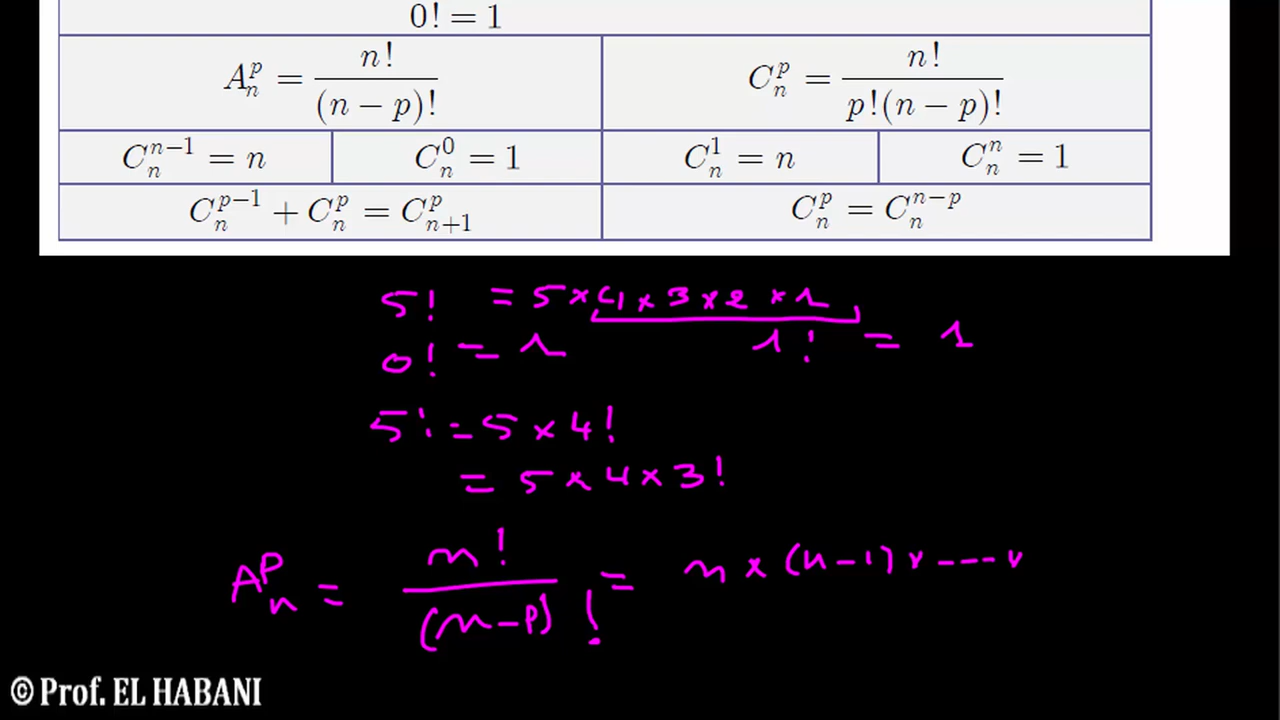 0! = 1
A_n^p = n! / (n − p)!    C_n^p = n! / p!(n − p)!
C_n^{n−1} = n    C_n^0 = 1    C_n^1 = n    C_n^n = 1
C_n^{p−1} + C_n^p = C_{n+1}^p    C_n^p = C_n^{n−p}
5! = 5 × 4 × 3 × 2 × 1
0! = 1    1! = 1
5! = 5 × 4!
= 5 × 4 × 3!
A_n^p = n! / (n − p)! = n × (n − 1) × ---- ×
© Prof. EL HABANI